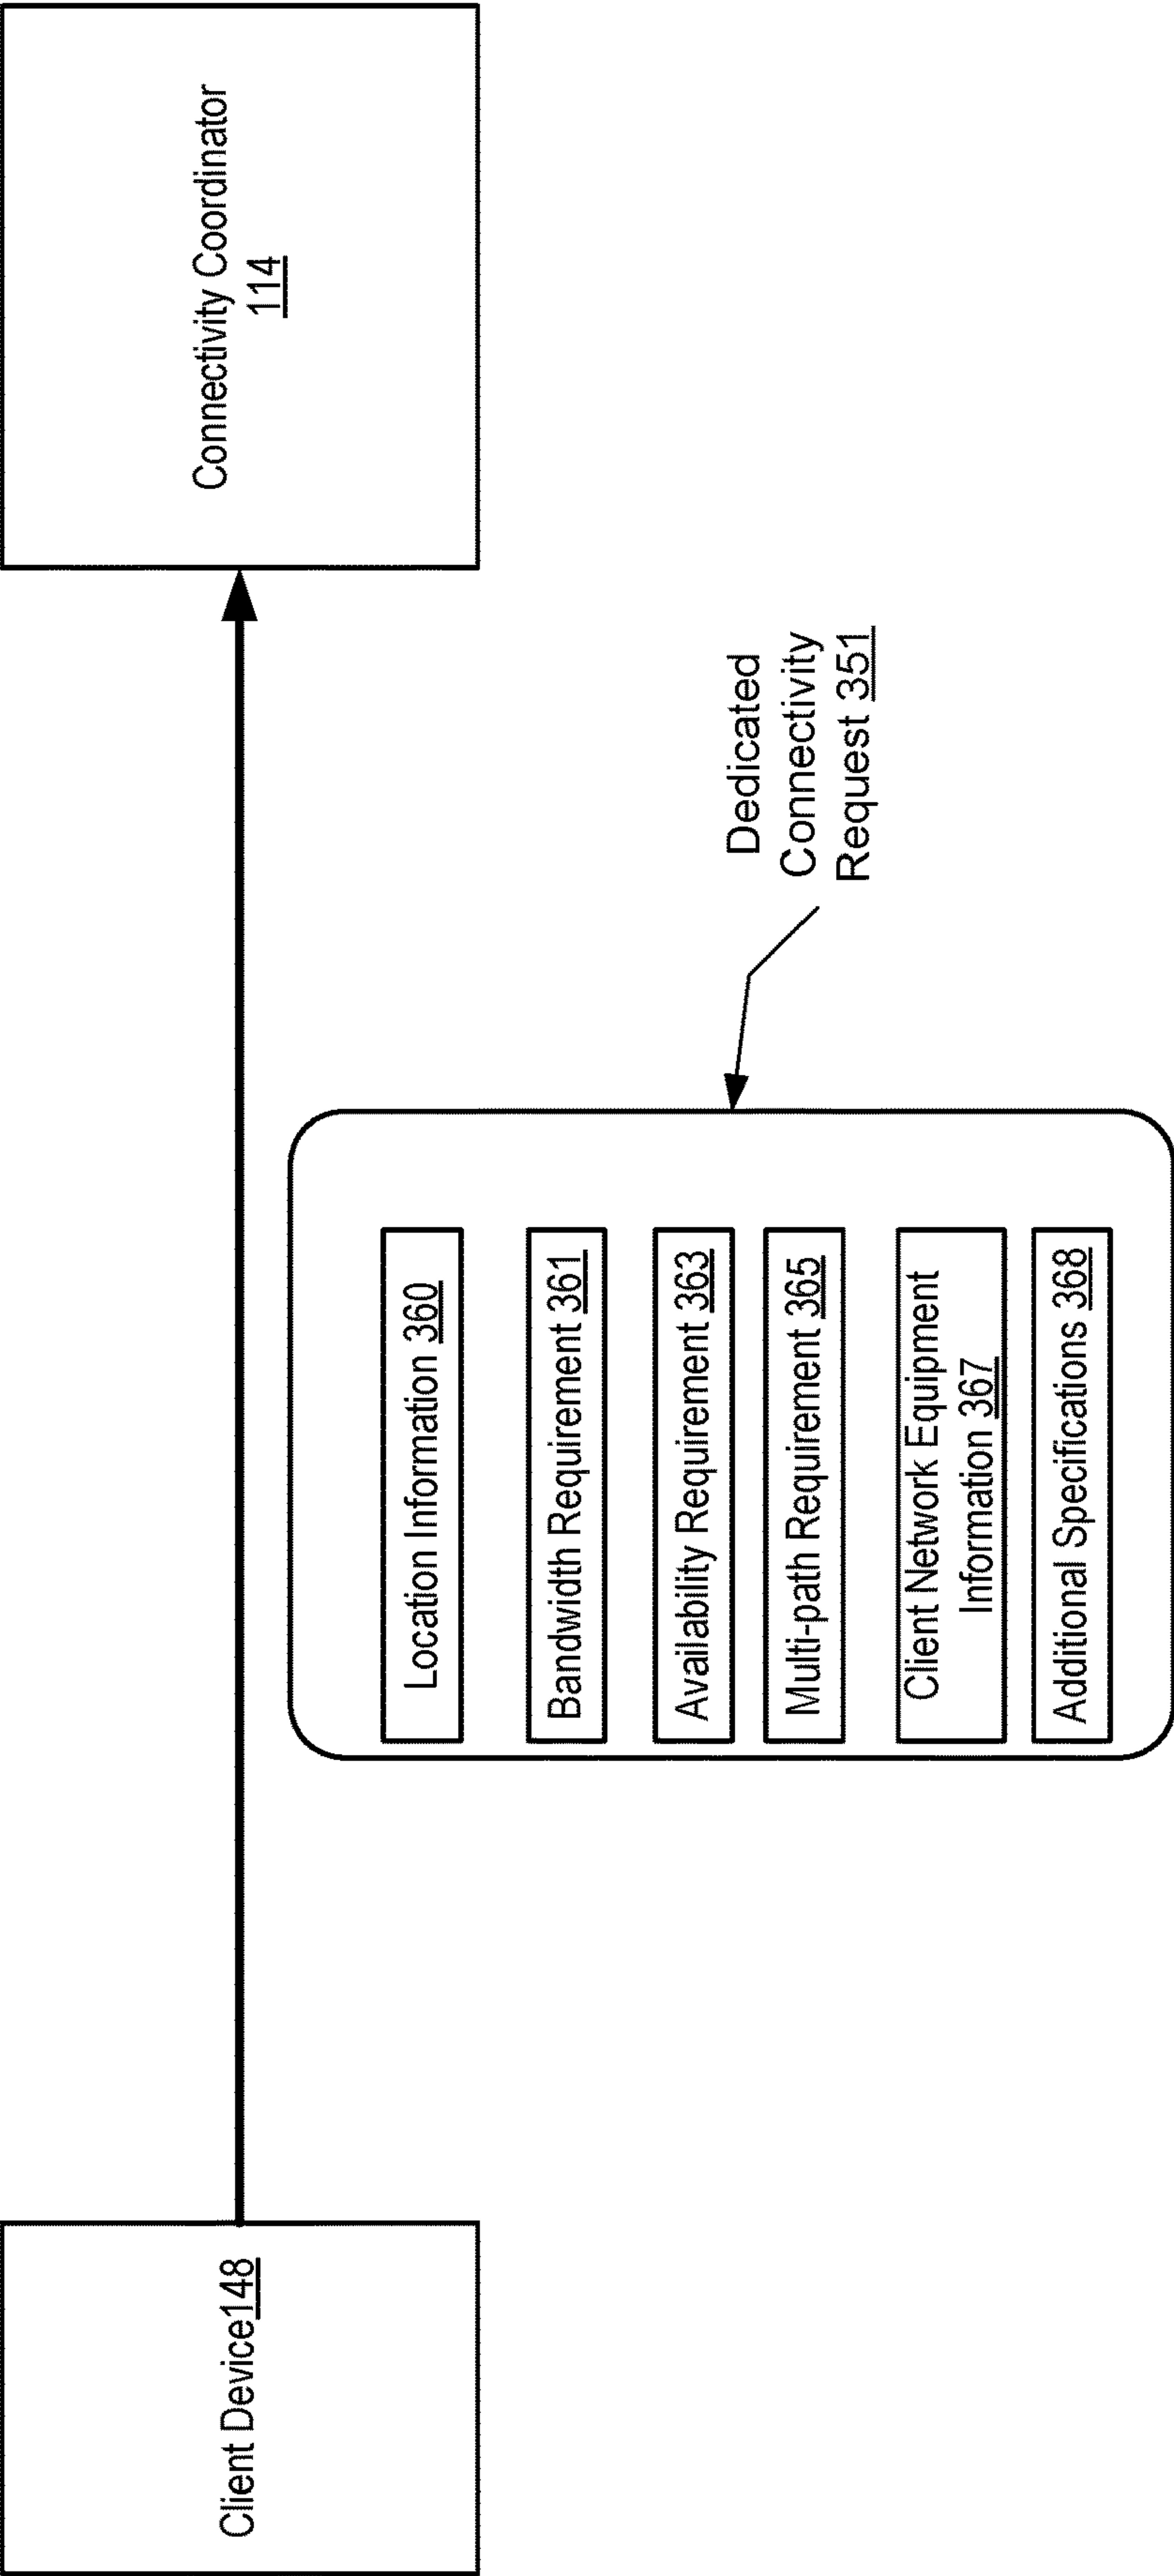 Client Device148
Connectivity Coordinator
114
Location Information 360
Bandwidth Requirement 361
Availability Requirement 363
Multi-path Requirement 365
Client Network Equipment
Information 367
Additional Specifications 368
Dedicated
Connectivity
Request 351